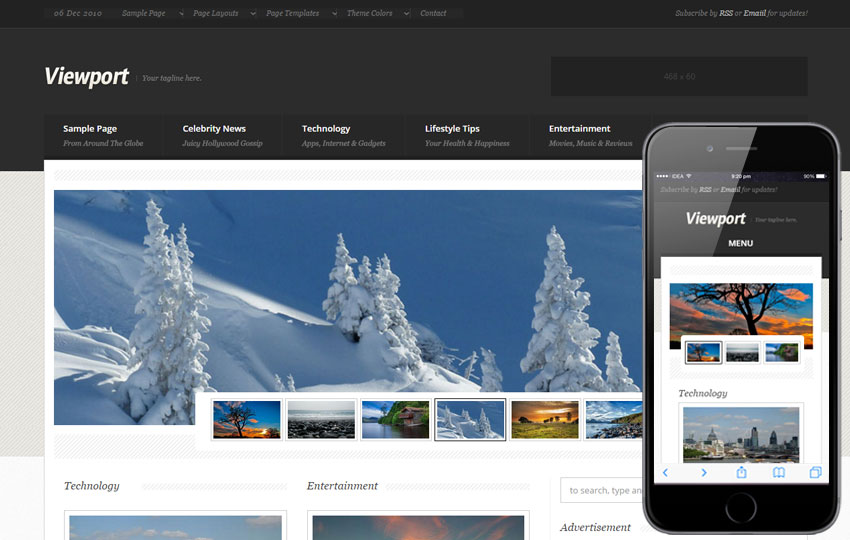 06 Dec 2010 Sample Page Page Layouts Page Templates Theme Colors Contact Subscribe by RSS or Email for updates!
Viewport Your tagline here.
468 x 60
Sample Page Celebrity News Technology Lifestyle Tips Entertainment
From Around The Globe Juicy Hollywood Gossip Apps, Internet & Gadgets Your Health & Happiness Movies, Music & Reviews
Technology Entertainment
to search, type an
Advertisement
IDEA 9:20 pm 90%
Subscribe by RSS or Email for updates!
Viewport Your tagline here.
MENU
Technology